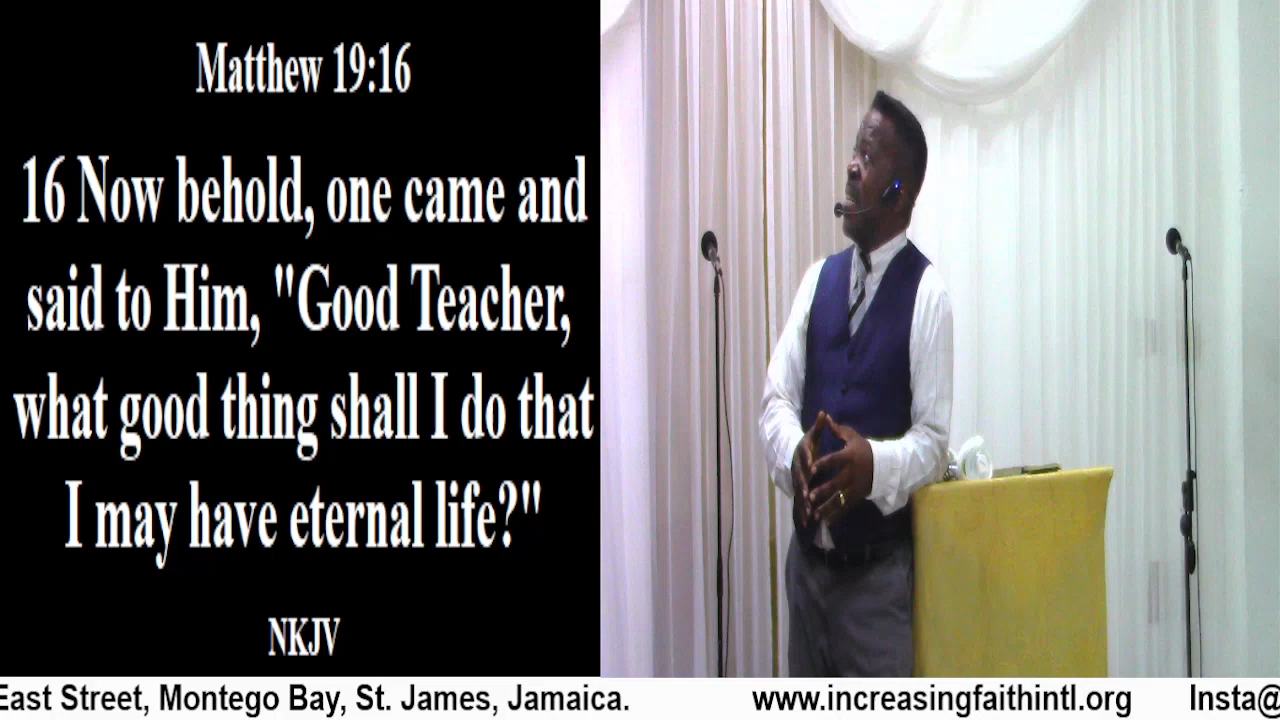 Matthew 19:16
16 Now behold, one came and
said to Him, "Good Teacher,
what good thing shall I do that
I may have eternal life?"
NKJV
East Street, Montego Bay, St. James, Jamaica. www.increasingfaithintl.org Insta@